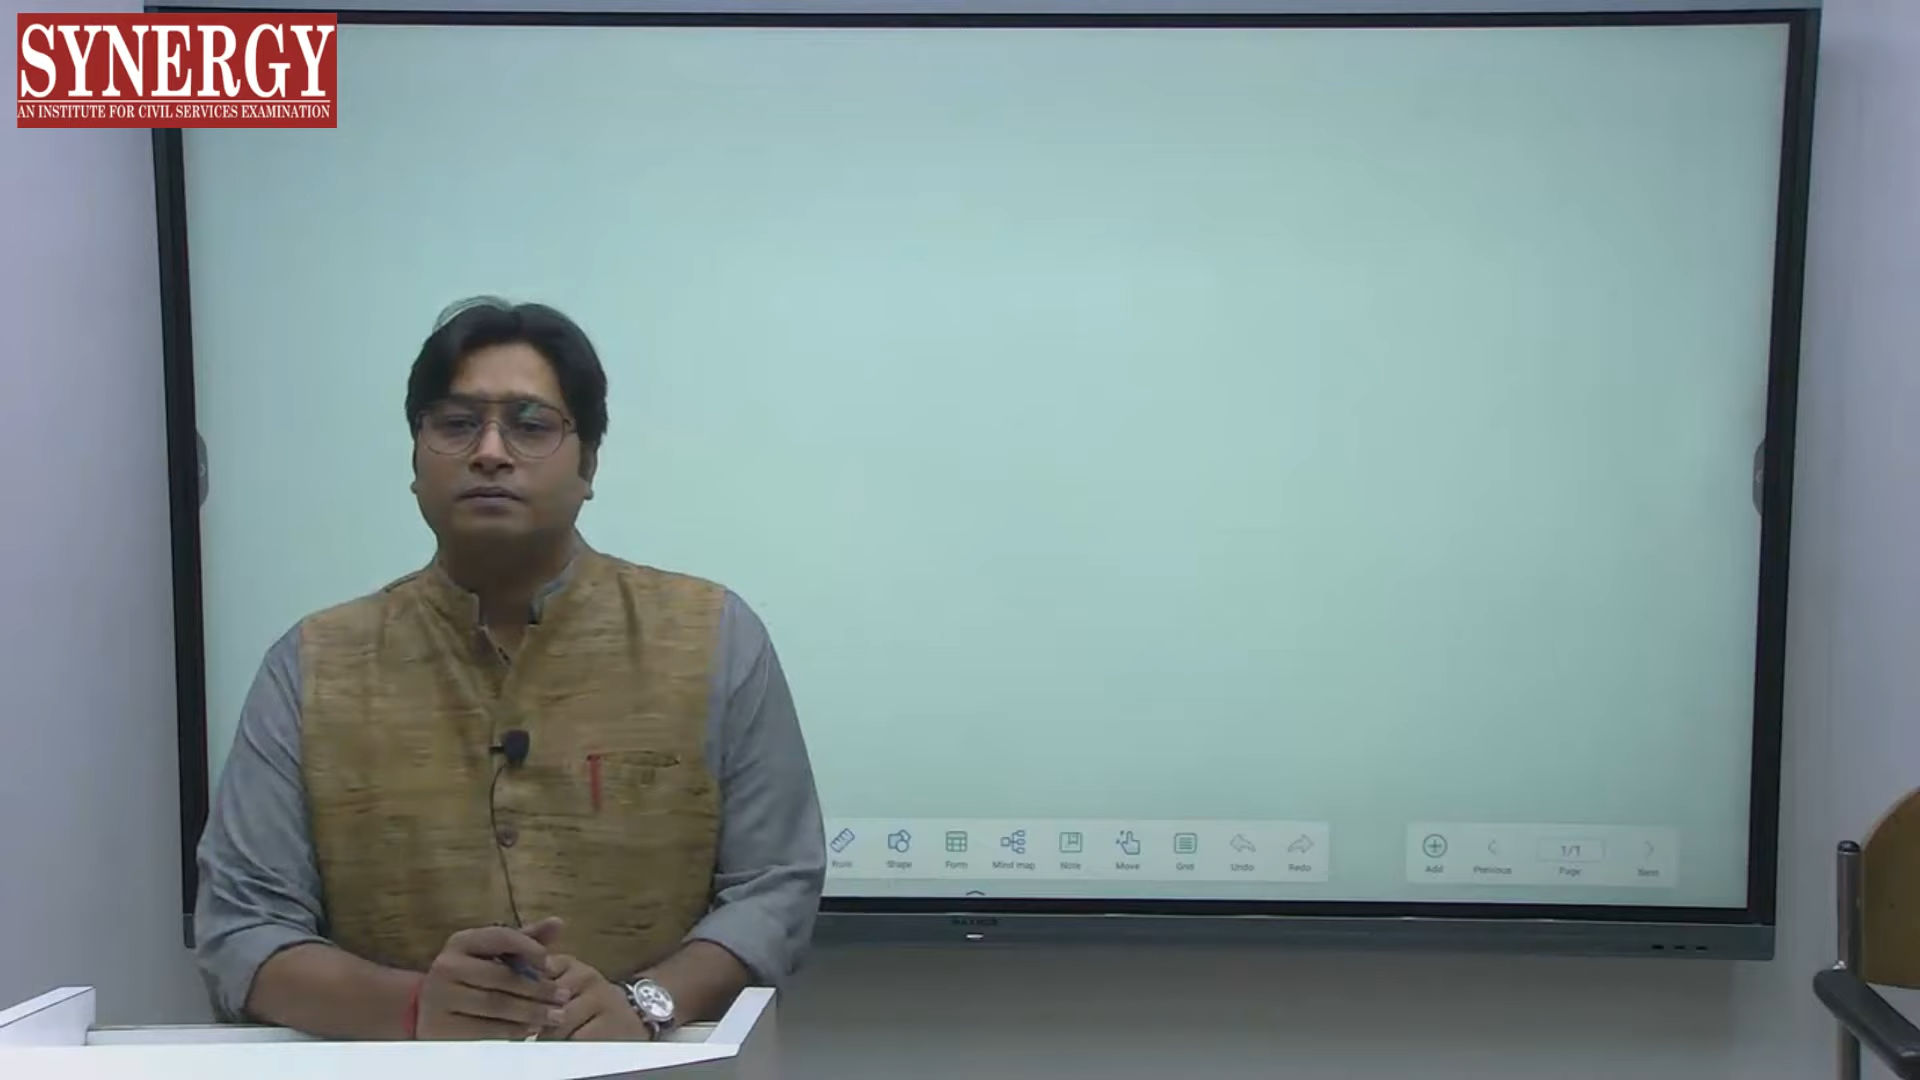 SYNERGY
AN INSTITUTE FOR CIVIL SERVICES EXAMINATION
Shape
Form
Mind map
Note
Move
Grid
Undo
Redo
Add
Previous
1/1
Page
Next